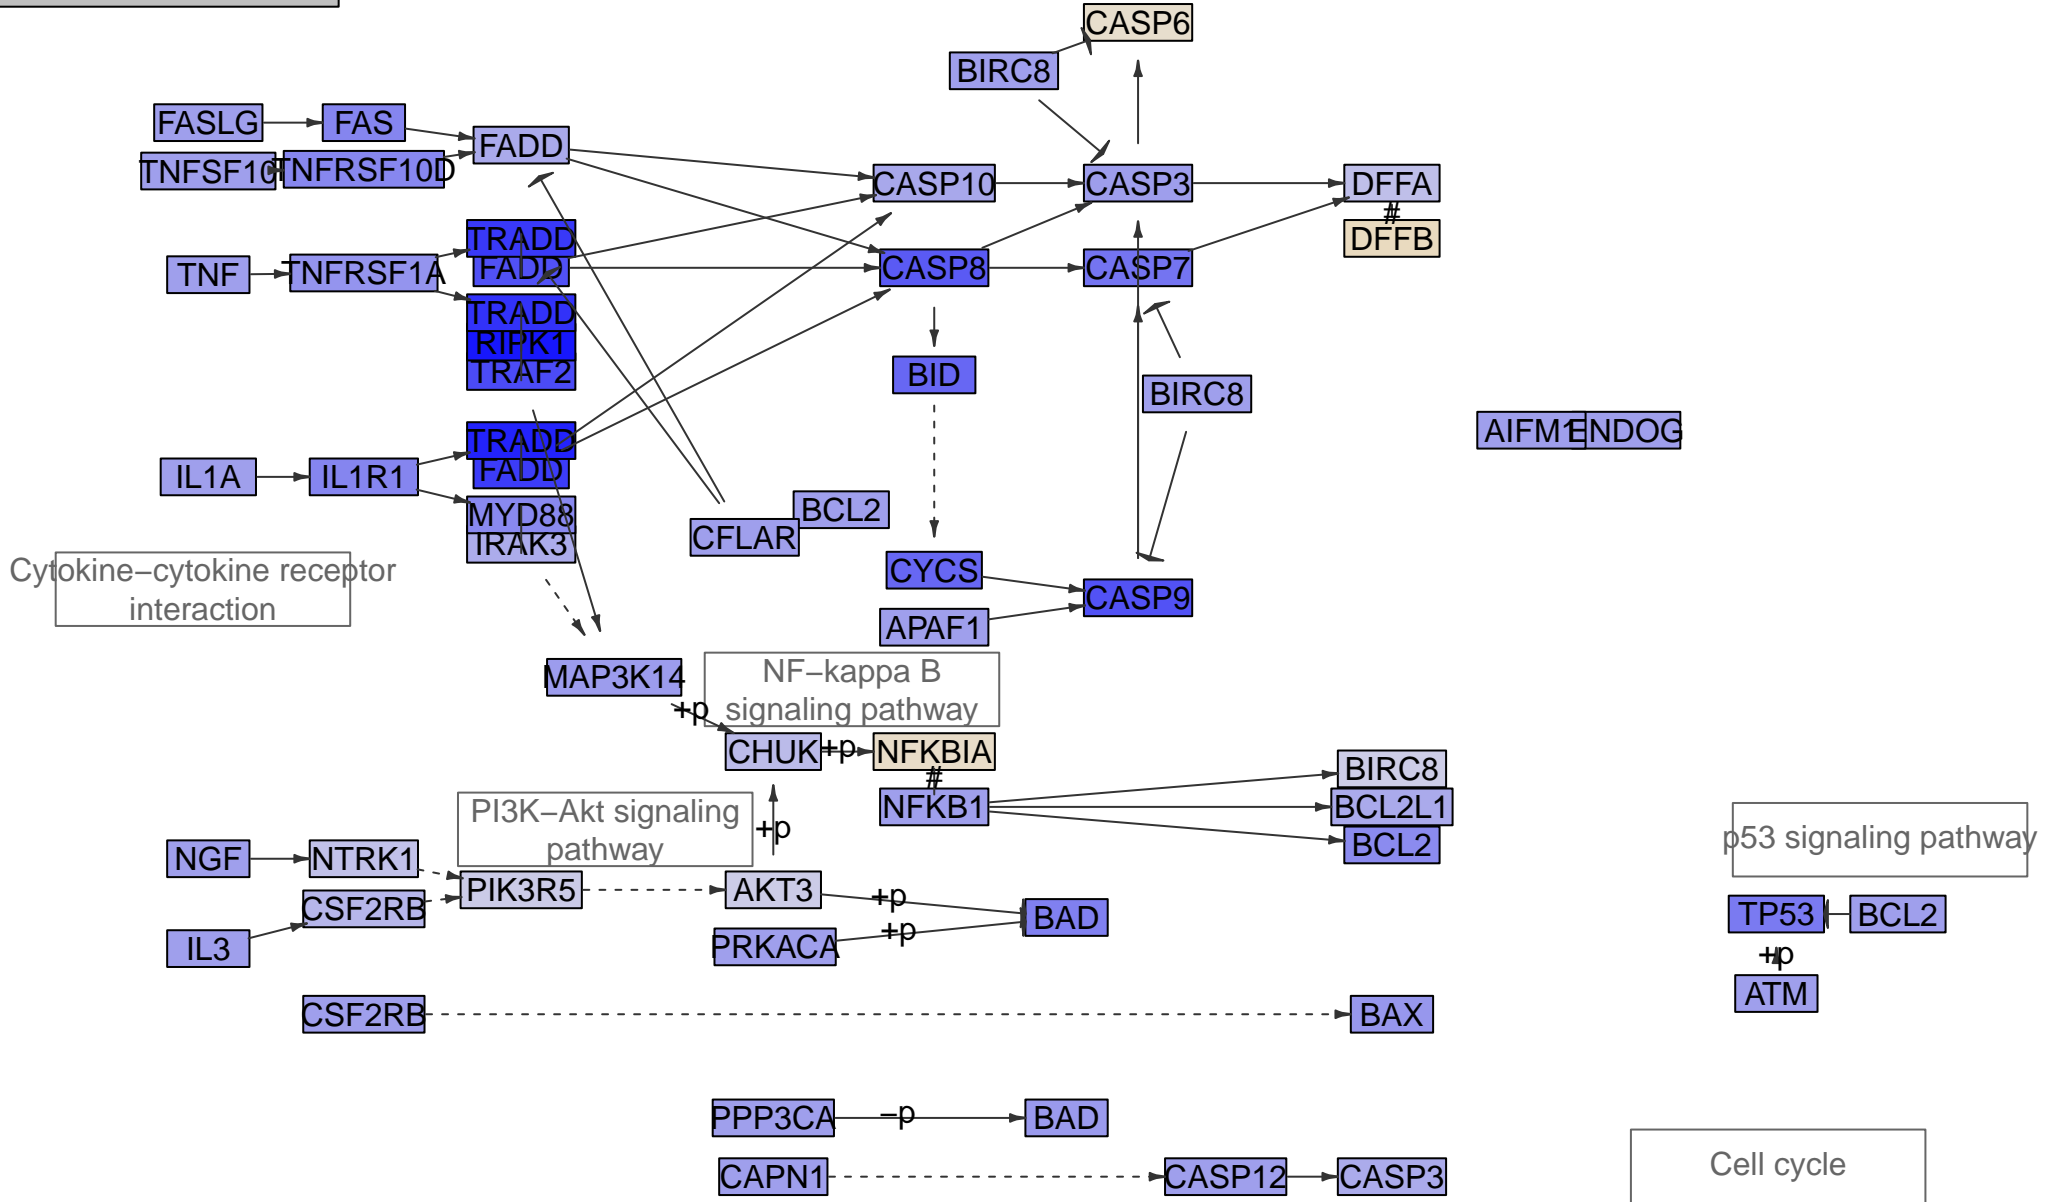 CASP6
BIRC8
FASLG
FAS
FADD
TNFSF10
TNFRSF10D
CASP10
CASP3
DFFA
#
DFFB
TRADD
FADD
TNF
TNFRSF1A
CASP8
CASP7
TRADD
RIPK1
TRAF2
BID
BIRC8
AIFM1
ENDOG
TRADD
FADD
IL1A
IL1R1
MYD88
IRAK3
BCL2
CFLAR
Cytokine–cytokine receptor
interaction
CYCS
CASP9
APAF1
MAP3K14
NF–kappa B
signaling pathway
+p
CHUK
+p
NFKBIA
#
NFKB1
BIRC8
BCL2L1
BCL2
PI3K–Akt signaling
pathway
+p
p53 signaling pathway
NGF
NTRK1
PIK3R5
AKT3
+p
CSF2RB
IL3
PRKACA
+p
BAD
TP53
BCL2
+p
ATM
CSF2RB
BAX
PPP3CA
–p
BAD
CAPN1
CASP12
CASP3
Cell cycle